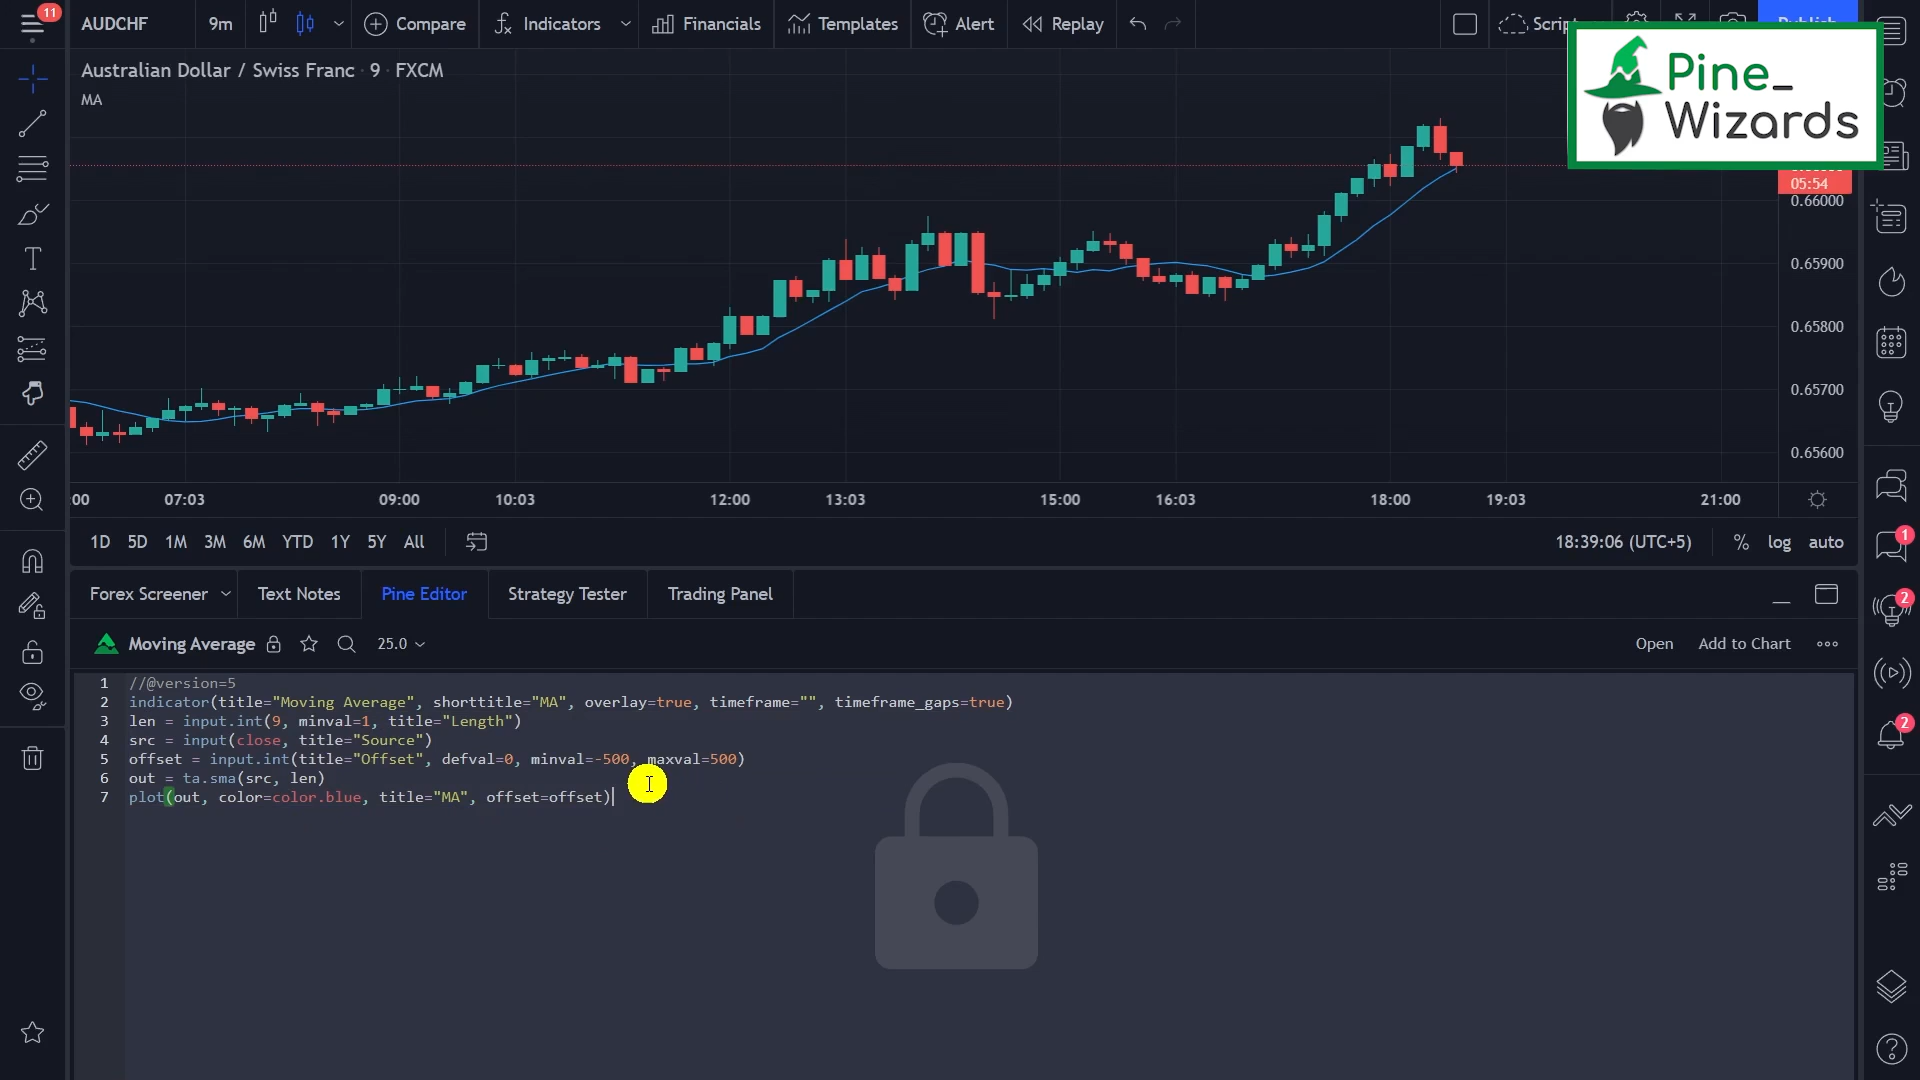 11
AUDCHF
9m
Compare
Indicators
Financials
Templates
Alert
Replay
Pine_
Wizards
Australian Dollar / Swiss Franc · 9 · FXCM
MA
05:54
0.66000
0.65900
0.65800
0.65700
0.65600
:00 07:03 09:00 10:03 12:00 13:03 15:00 16:03 18:00 19:03 21:00
1D 5D 1M 3M 6M YTD 1Y 5Y All
18:39:06 (UTC+5) % log auto
1
2
2
Forex Screener Text Notes Pine Editor Strategy Tester Trading Panel
Moving Average 25.0 Open Add to Chart
1 //@version=5
2 indicator(title="Moving Average", shorttitle="MA", overlay=true, timeframe="", timeframe_gaps=true)
3 len = input.int(9, minval=1, title="Length")
4 src = input(close, title="Source")
5 offset = input.int(title="Offset", defval=0, minval=-500, maxval=500)
6 out = ta.sma(src, len)
7 plot(out, color=color.blue, title="MA", offset=offset)